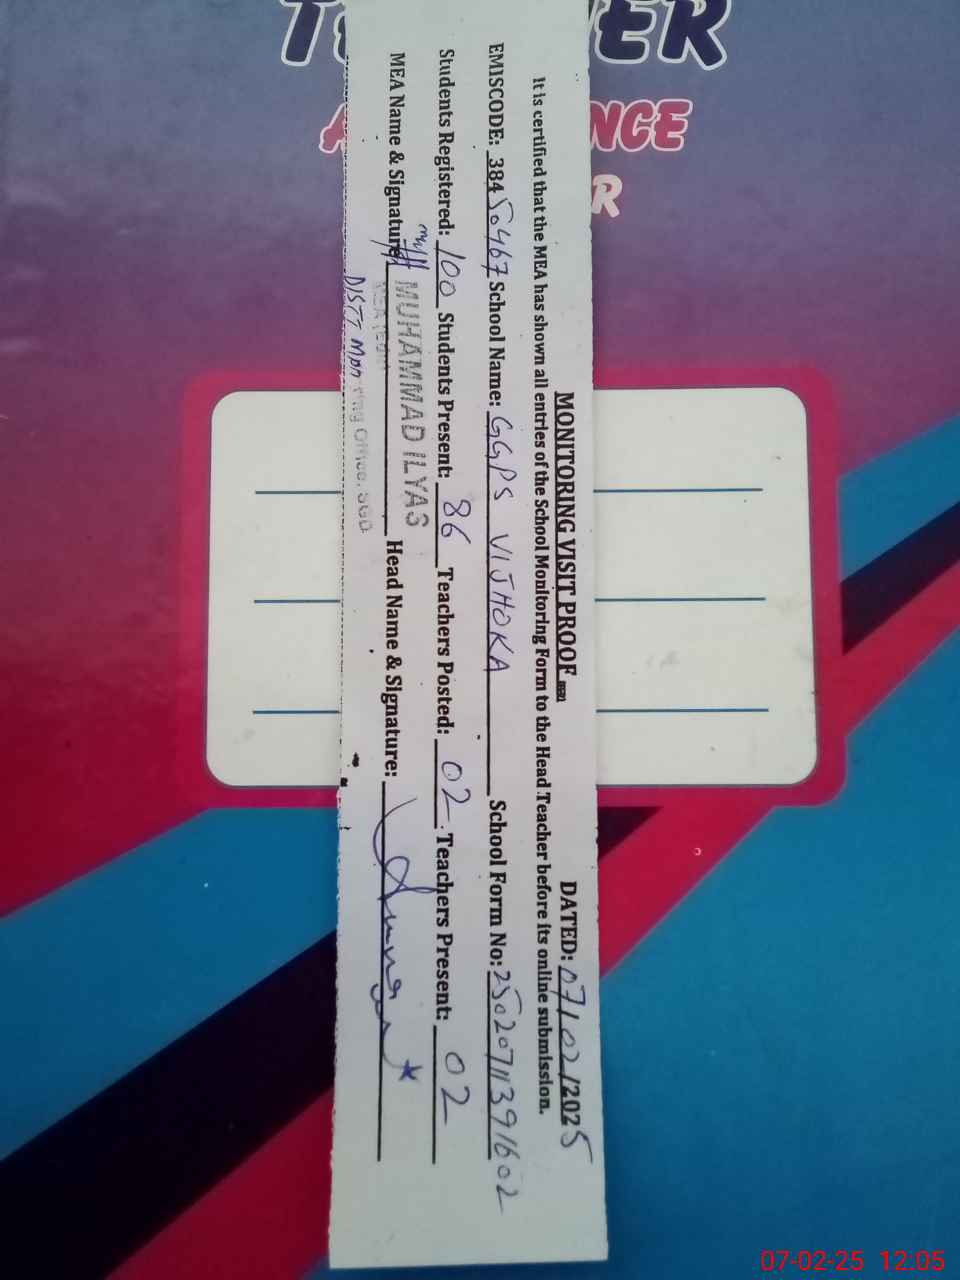 MONITORING VISIT PROOF DATED: 07/02/2025
It is certified that the MEA has shown all entries of the School Monitoring Form to the Head Teacher before its online submission.
EMISCODE: 38450467 School Name: GGPS VIJHOKA School Form No: 25020711391602
Students Registered: 100 Students Present: 86 Teachers Posted: 02 Teachers Present: 02
MEA Name & Signature: MUHAMMAD ILYAS Head Name & Signature:
NCE
07-02-25 12:05